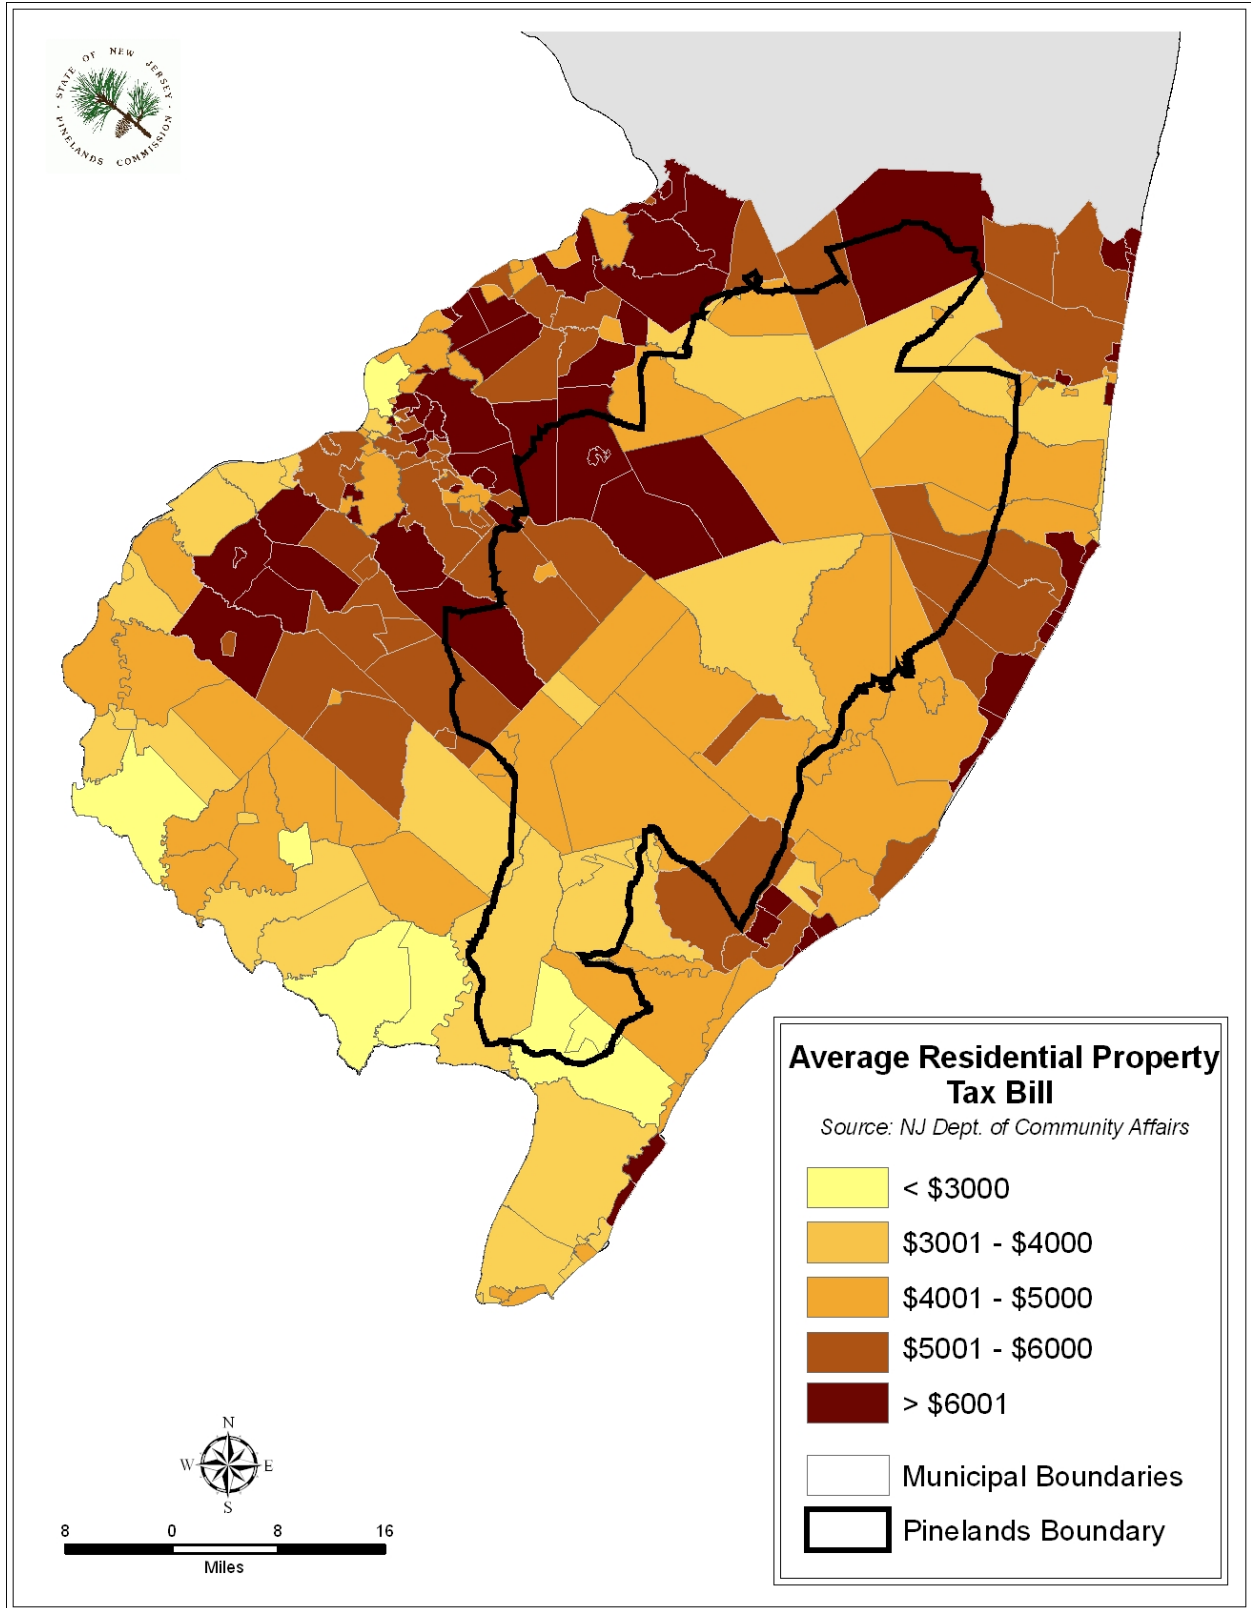 STATE OF NEW JERSEY
PINELANDS COMMISSION
Average Residential Property
Tax Bill
Source: NJ Dept. of Community Affairs
< $3000
$3001 - $4000
$4001 - $5000
$5001 - $6000
> $6001
Municipal Boundaries
Pinelands Boundary
N
W E
S
8 0 8 16
Miles